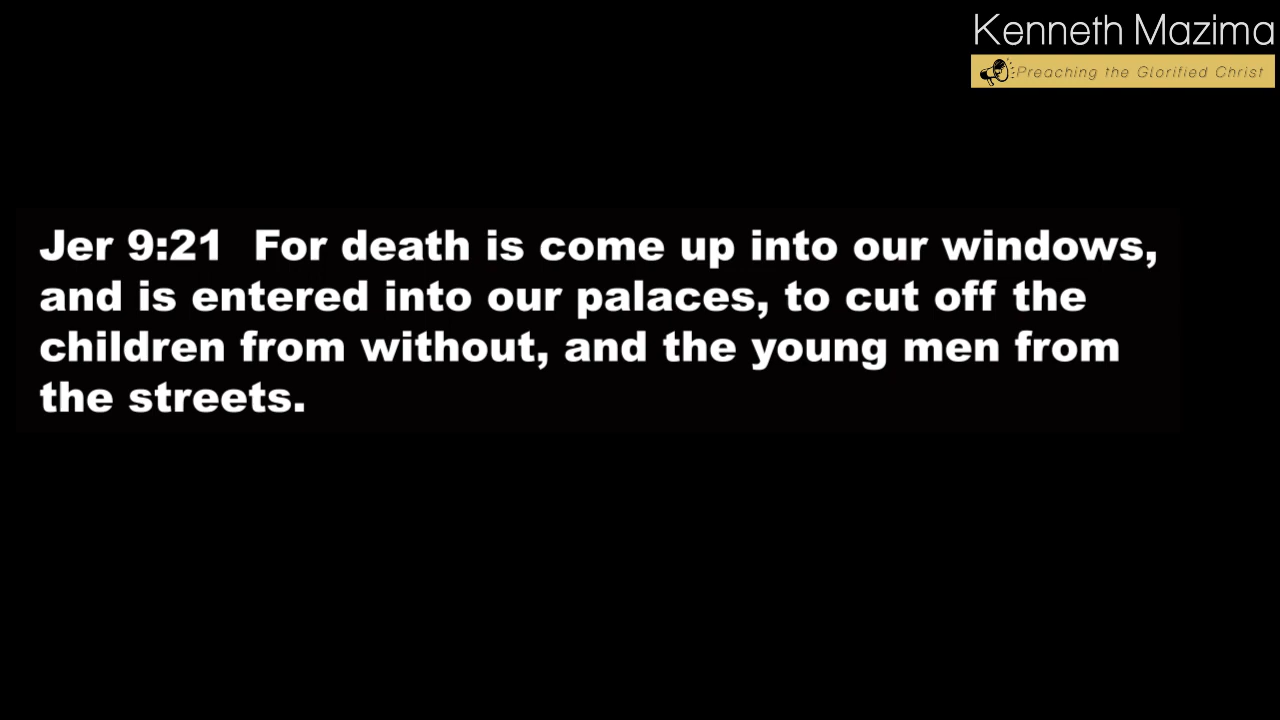 Kenneth Mazima
Preaching the Glorified Christ
Jer 9:21  For death is come up into our windows,
and is entered into our palaces, to cut off the
children from without, and the young men from
the streets.